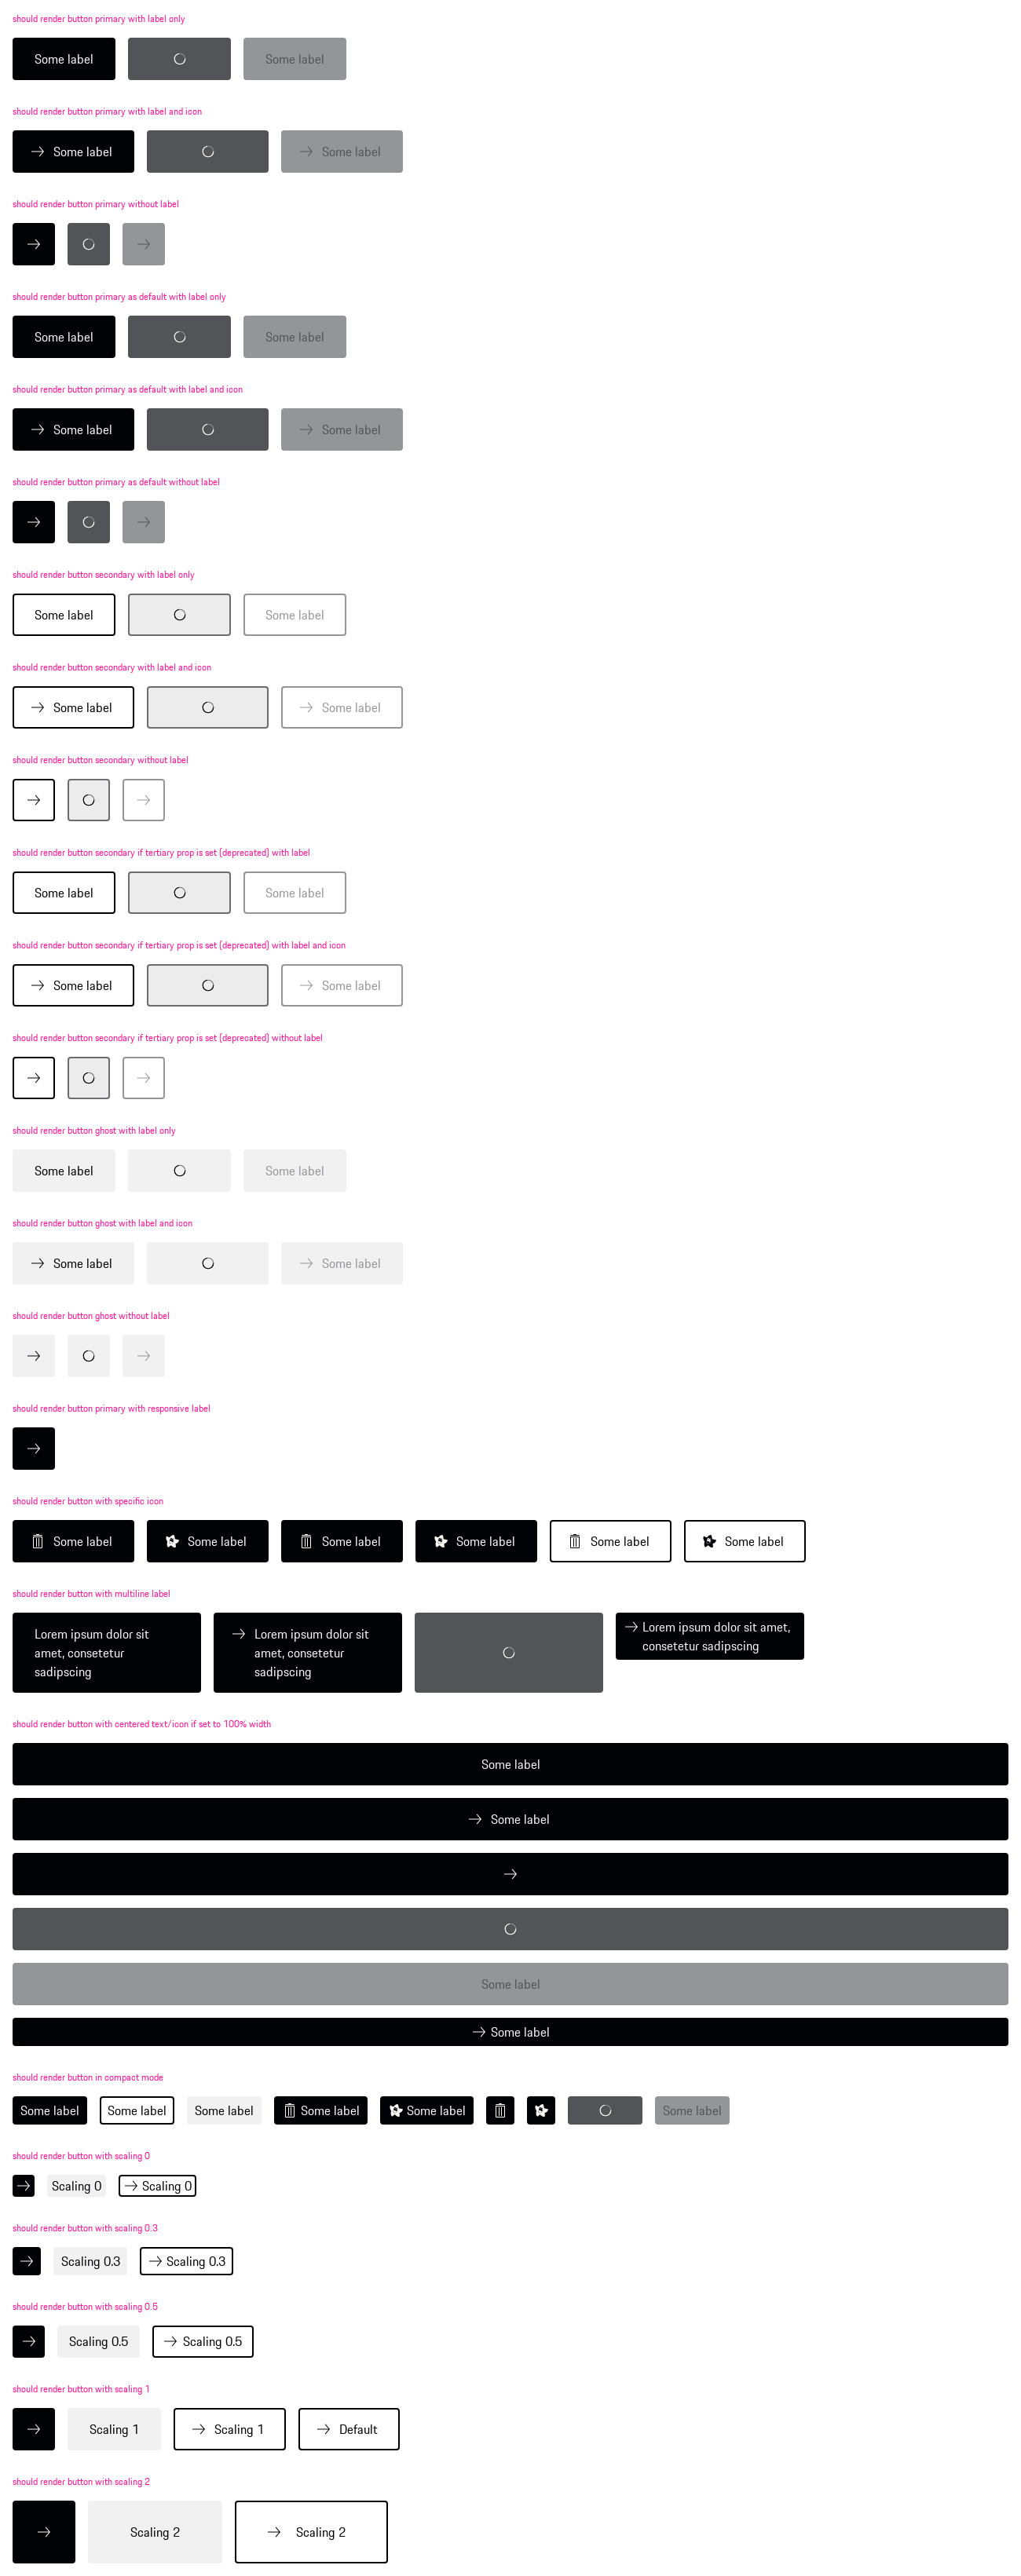 should render button primary with label only
Some label Some label
should render button primary with label and icon
Some label Some label
should render button primary without label
should render button primary as default with label only
Some label Some label
should render button primary as default with label and icon
Some label Some label
should render button primary as default without label
should render button secondary with label only
Some label Some label
should render button secondary with label and icon
Some label Some label
should render button secondary without label
should render button secondary if tertiary prop is set (deprecated) with label
Some label Some label
should render button secondary if tertiary prop is set (deprecated) with label and icon
Some label Some label
should render button secondary if tertiary prop is set (deprecated) without label
should render button ghost with label only
Some label Some label
should render button ghost with label and icon
Some label Some label
should render button ghost without label
should render button primary with responsive label
should render button with specific icon
Some label Some label Some label Some label Some label Some label
should render button with multiline label
Lorem ipsum dolor sit
amet, consetetur
sadipscing
Lorem ipsum dolor sit
amet, consetetur
sadipscing
Lorem ipsum dolor sit amet,
consetetur sadipscing
should render button with centered text/icon if set to 100% width
Some label
Some label
Some label
Some label
should render button in compact mode
Some label Some label Some label Some label Some label Some label
should render button with scaling 0
Scaling 0 Scaling 0
should render button with scaling 0.3
Scaling 0.3 Scaling 0.3
should render button with scaling 0.5
Scaling 0.5 Scaling 0.5
should render button with scaling 1
Scaling 1 Scaling 1 Default
should render button with scaling 2
Scaling 2 Scaling 2